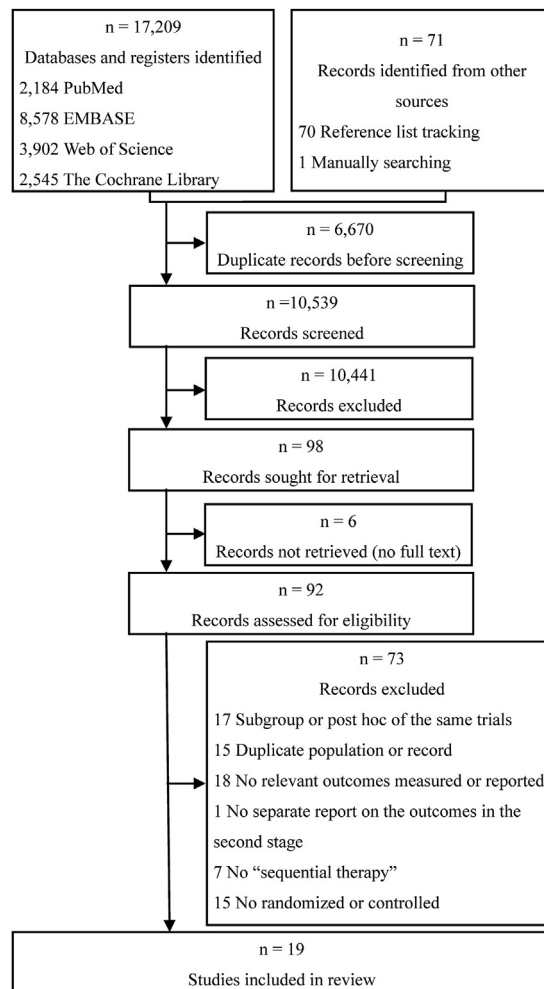 n = 17,209
Databases and registers identified
2,184 PubMed
8,578 EMBASE
3,902 Web of Science
2,545 The Cochrane Library
n = 71
Records identified from other
sources
70 Reference list tracking
1 Manually searching
n = 6,670
Duplicate records before screening
n =10,539
Records screened
n = 10,441
Records excluded
n = 98
Records sought for retrieval
n = 6
Records not retrieved (no full text)
n = 92
Records assessed for eligibility
n = 73
Records excluded
17 Subgroup or post hoc of the same trials
15 Duplicate population or record
18 No relevant outcomes measured or reported
1 No separate report on the outcomes in the
second stage
7 No “sequential therapy”
15 No randomized or controlled
n = 19
Studies included in review